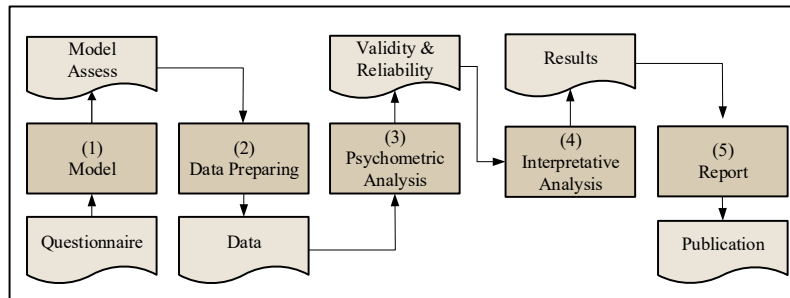 Model
Assess
(1)
Model
Questionnaire
(2)
Data Preparing
Data
Validity &
Reliability
(3)
Psychometric
Analysis
Results
(4)
Interpretative
Analysis
(5)
Report
Publication